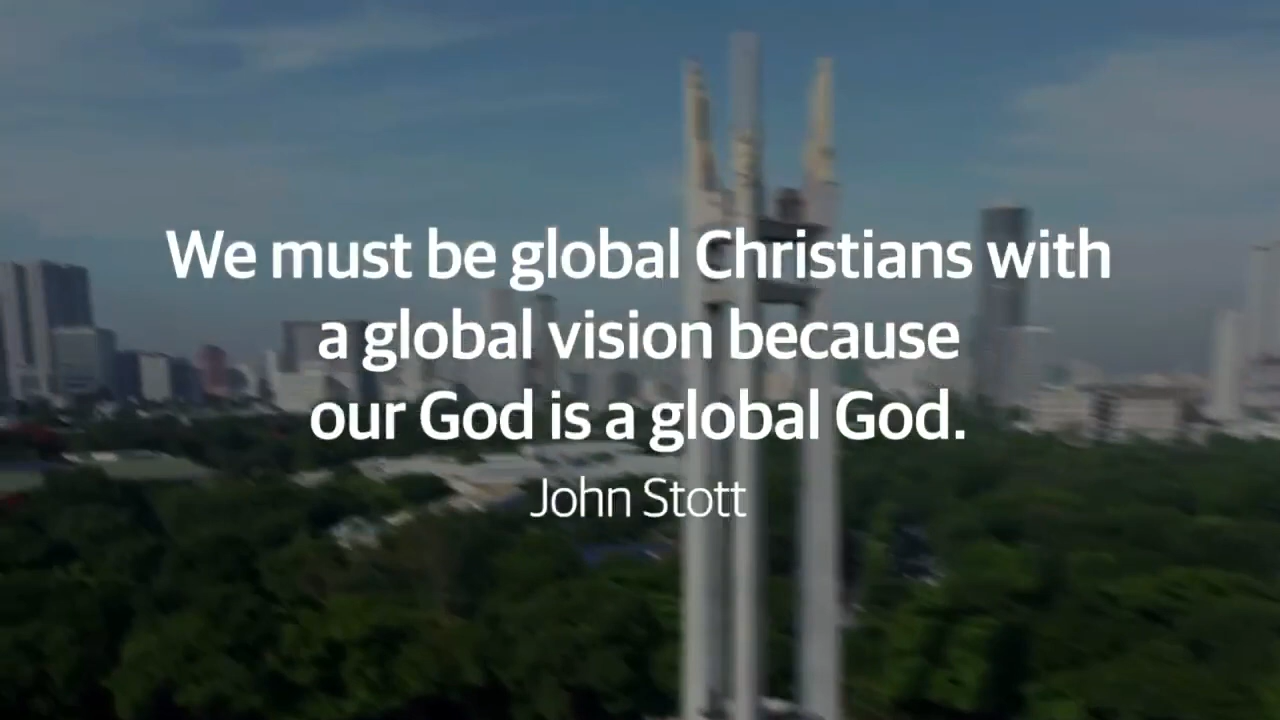 We must be global Christians with
a global vision because
our God is a global God.
John Stott